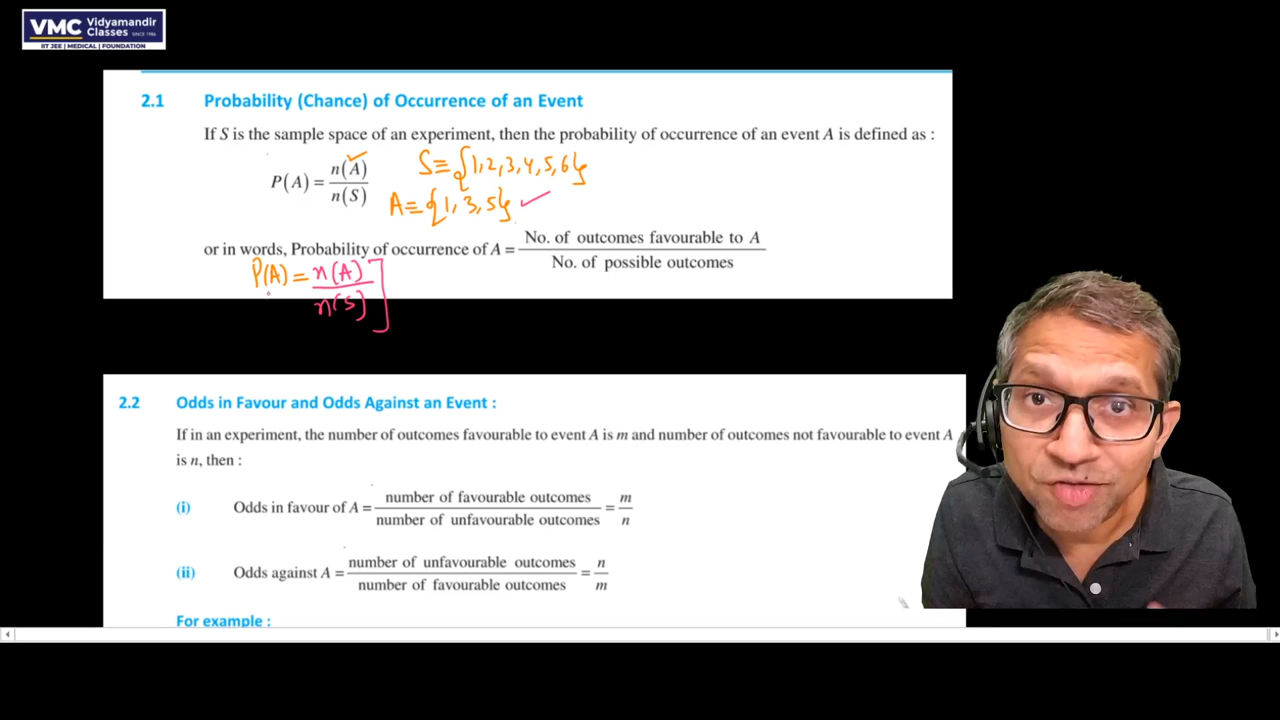 VMC Vidyamandir Classes SINCE 1986
IIT JEE | MEDICAL | FOUNDATION
2.1 Probability (Chance) of Occurrence of an Event
If S is the sample space of an experiment, then the probability of occurrence of an event A is defined as :
P(A) = n(A) / n(S)
S ≡ {1, 2, 3, 4, 5, 6}
A ≡ {1, 3, 5}
or in words, Probability of occurrence of A = No. of outcomes favourable to A / No. of possible outcomes
P(A) = n(A) / n(S) ]
2.2 Odds in Favour and Odds Against an Event :
If in an experiment, the number of outcomes favourable to event A is m and number of outcomes not favourable to event A
is n, then :
(i) Odds in favour of A = number of favourable outcomes / number of unfavourable outcomes = m / n
(ii) Odds against A = number of unfavourable outcomes / number of favourable outcomes = n / m
For example :